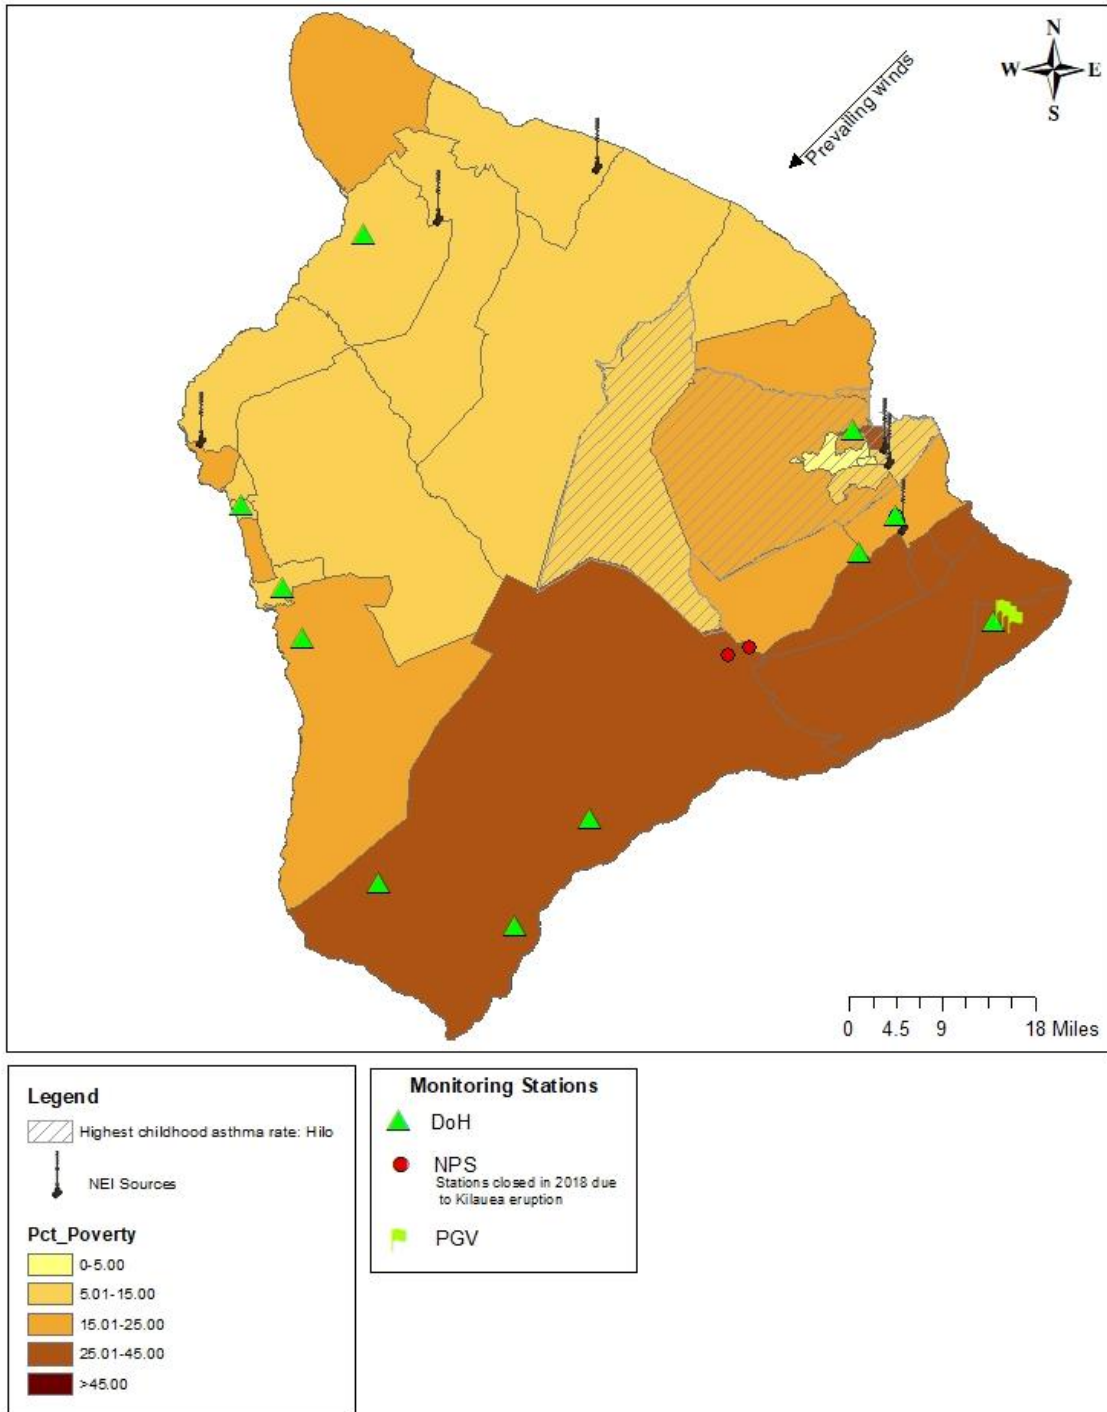 N
W E
S
Prevailing winds
0 4.5 9 18 Miles
Legend
Highest childhood asthma rate: Hilo
NEI Sources
Pct_Poverty
0-5.00
5.01-15.00
15.01-25.00
25.01-45.00
>45.00
Monitoring Stations
DoH
NPS
Stations closed in 2018 due
to Kilauea eruption
PGV